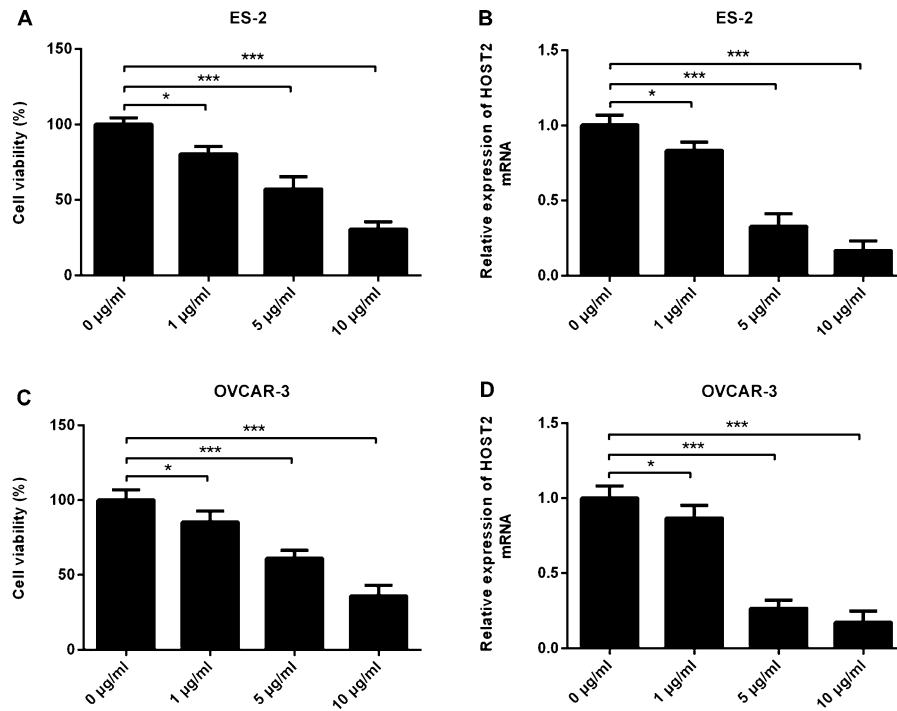 A
ES-2
Cell viability (%)
150
100
50
0
***
***
*
0 µg/ml
1 µg/ml
5 µg/ml
10 µg/ml
B
ES-2
Relative expression of HOST2
mRNA
1.5
1.0
0.5
0.0
***
***
*
0 µg/ml
1 µg/ml
5 µg/ml
10 µg/ml
C
OVCAR-3
Cell viability (%)
150
100
50
0
***
***
*
0 µg/ml
1 µg/ml
5 µg/ml
10 µg/ml
D
OVCAR-3
Relative expression of HOST2
mRNA
1.5
1.0
0.5
0.0
***
***
*
0 µg/ml
1 µg/ml
5 µg/ml
10 µg/ml